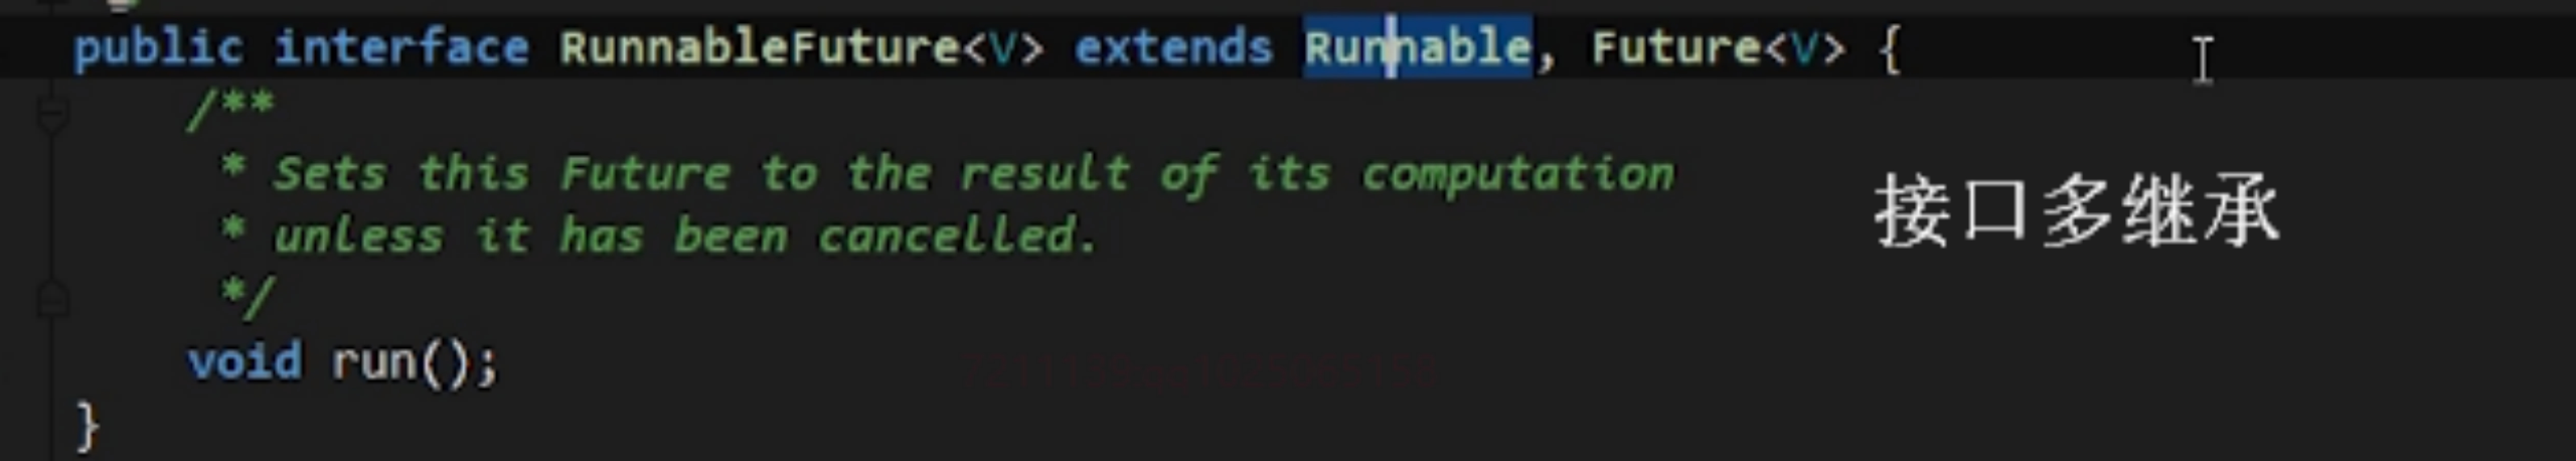 public interface RunnableFuture<V> extends Runnable, Future<V> {
/**
* Sets this Future to the result of its computation
* unless it has been cancelled.
*/
void run();
}
接口多继承